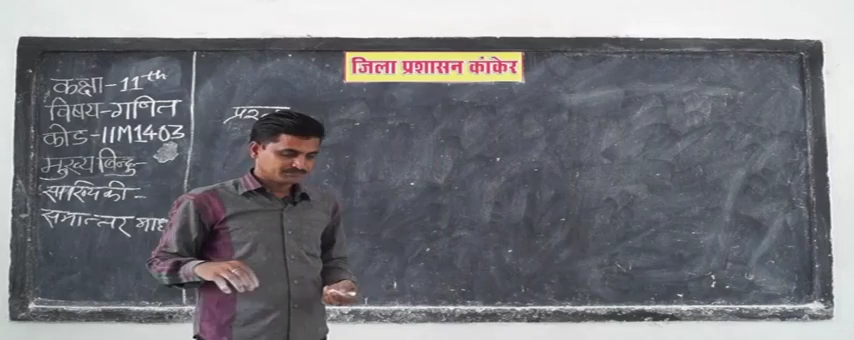 जिला प्रशासन कांकेर
कक्षा-11th
विषय-गणित
कोड-11M1403
मुख्य बिन्दु-
सांख्यिकी-
समान्तर माध